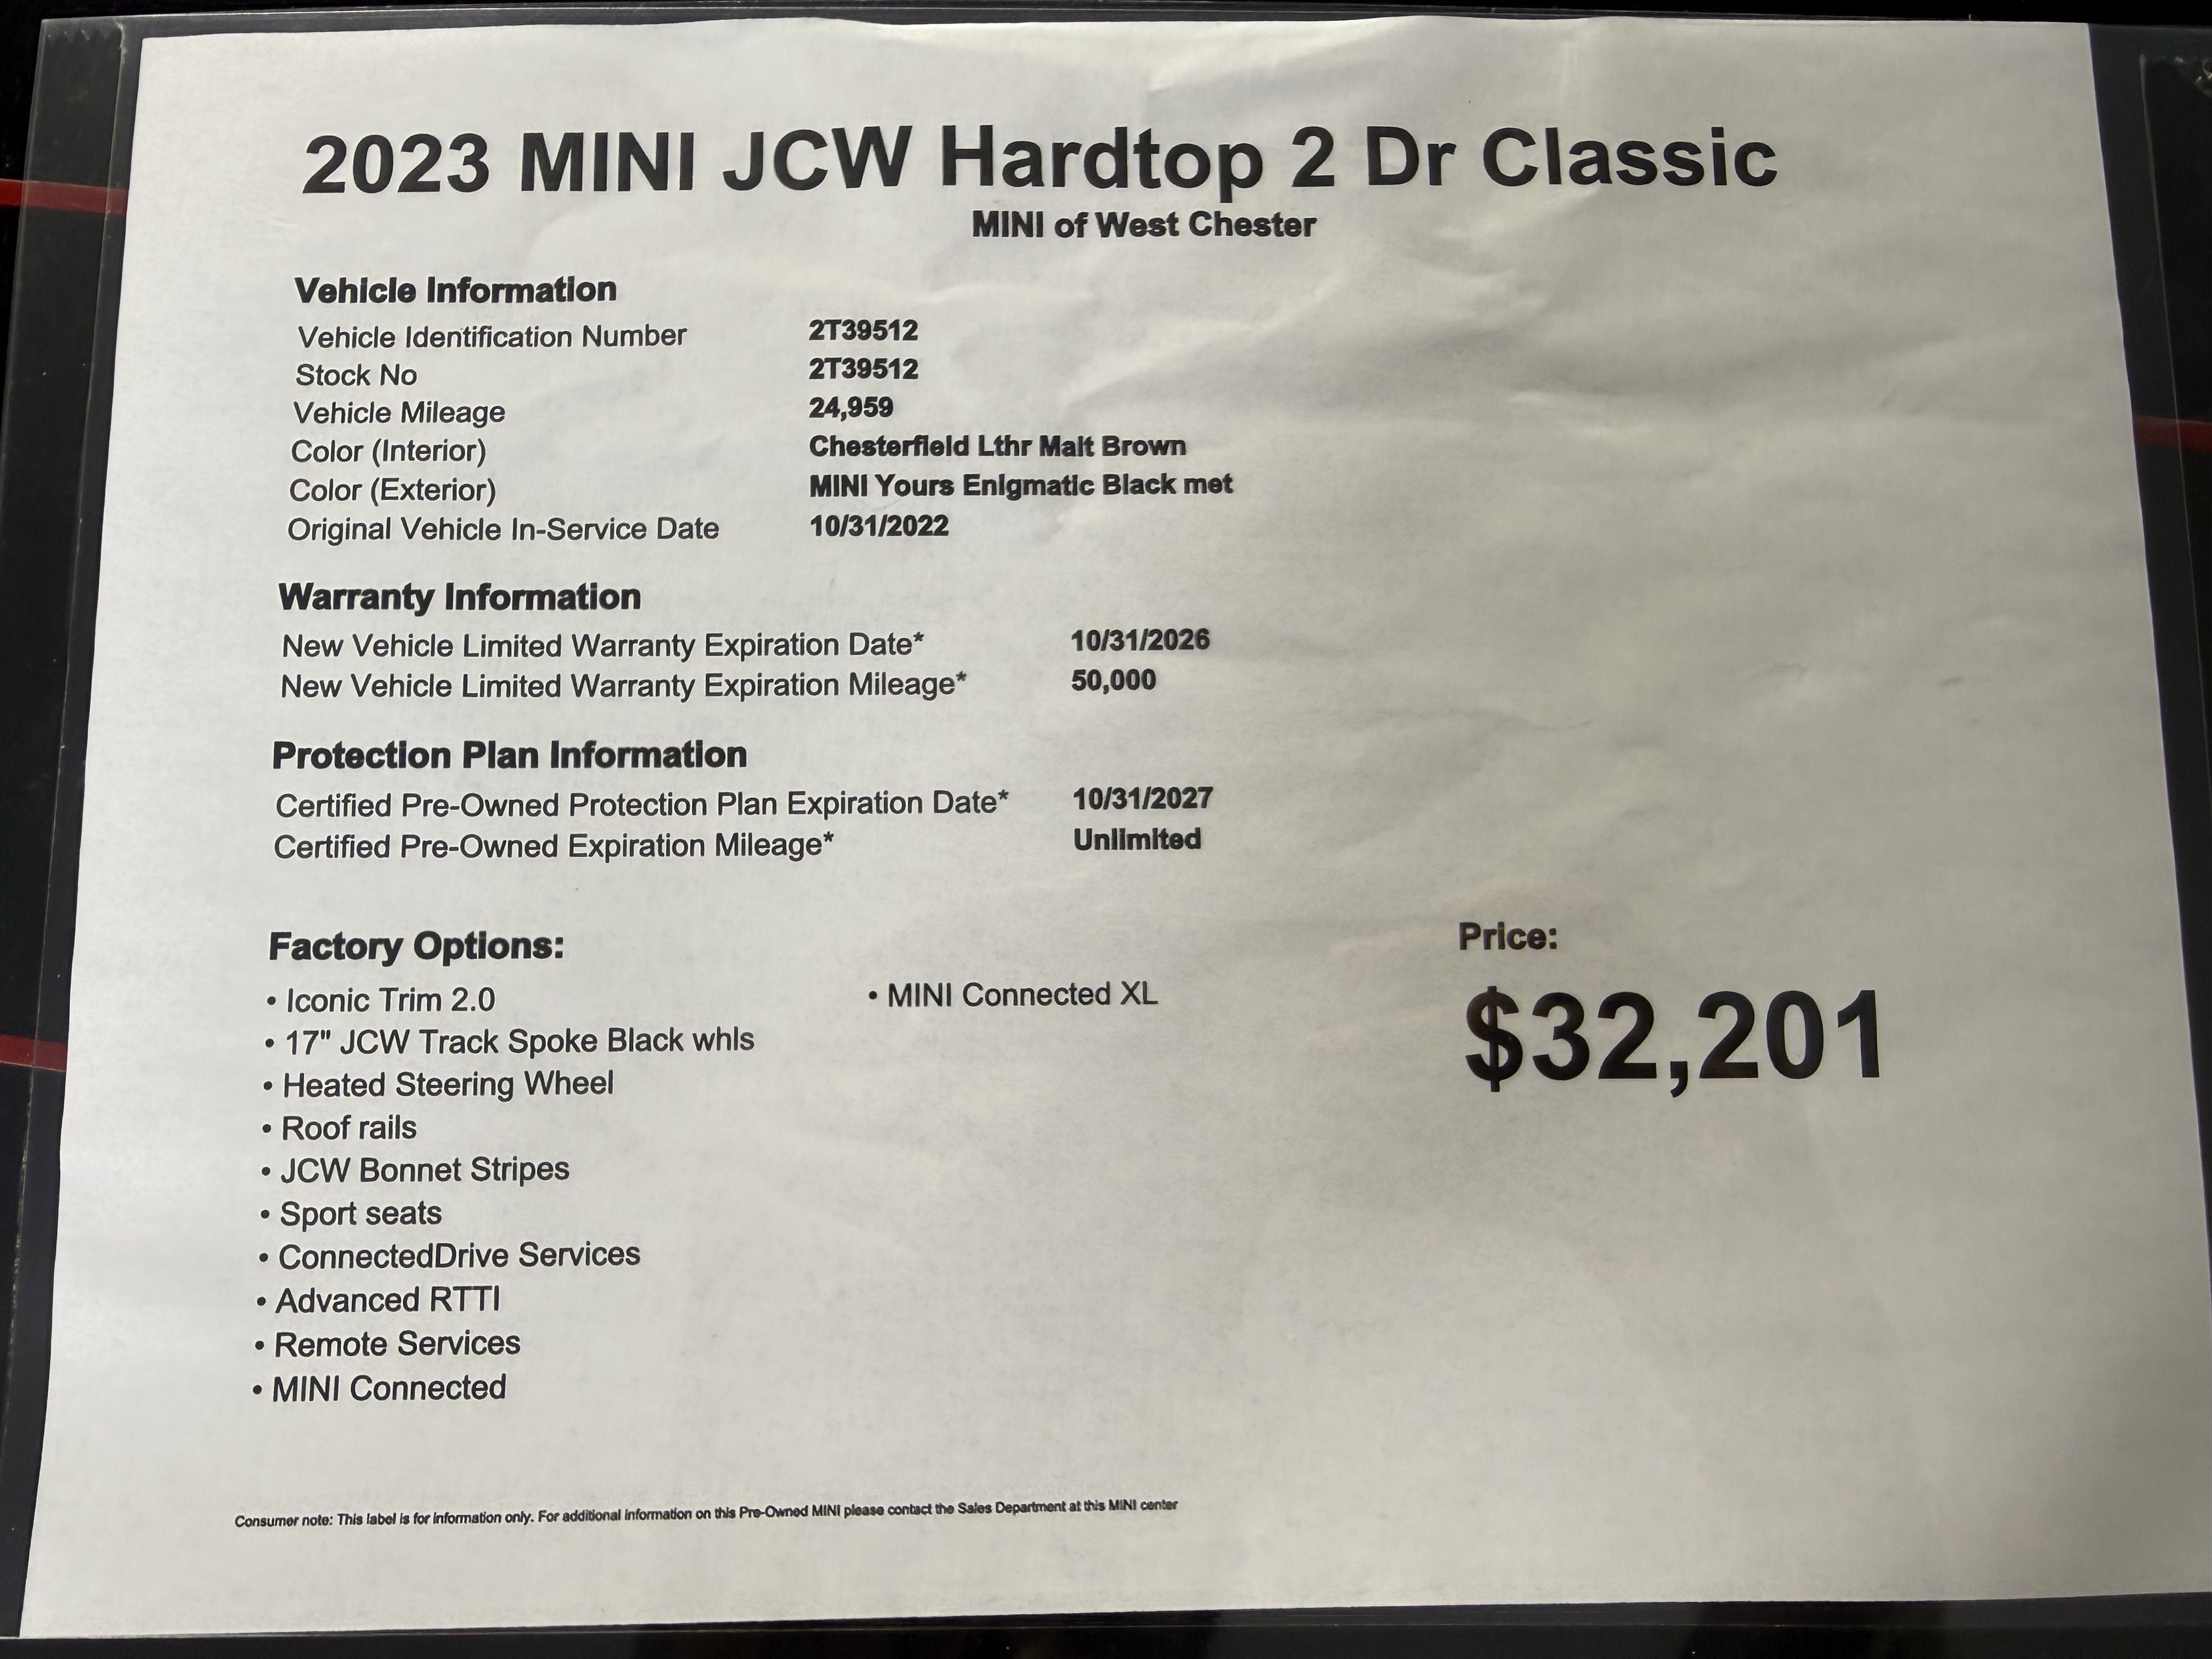 2023 MINI JCW Hardtop 2 Dr Classic
MINI of West Chester
Vehicle Information
Vehicle Identification Number 2T39512
Stock No 2T39512
Vehicle Mileage 24,959
Color (Interior) Chesterfield Lthr Malt Brown
Color (Exterior) MINI Yours Enigmatic Black met
Original Vehicle In-Service Date 10/31/2022
Warranty Information
New Vehicle Limited Warranty Expiration Date* 10/31/2026
New Vehicle Limited Warranty Expiration Mileage* 50,000
Protection Plan Information
Certified Pre-Owned Protection Plan Expiration Date* 10/31/2027
Certified Pre-Owned Expiration Mileage* Unlimited
Factory Options:
• Iconic Trim 2.0
• 17" JCW Track Spoke Black whls
• Heated Steering Wheel
• Roof rails
• JCW Bonnet Stripes
• Sport seats
• ConnectedDrive Services
• Advanced RTTI
• Remote Services
• MINI Connected
• MINI Connected XL
Price:
$32,201
Consumer note: This label is for information only. For additional information on this Pre-Owned MINI please contact the Sales Department at this MINI center